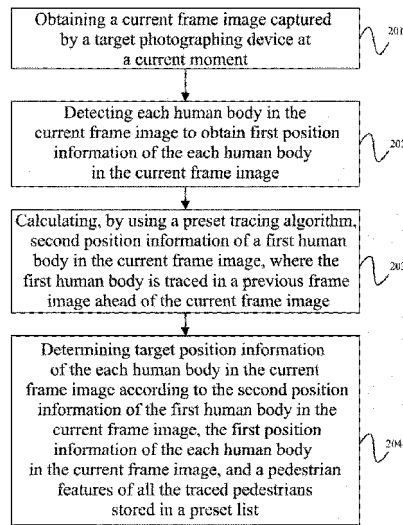 Obtaining a current frame image captured
by a target photographing device at
a current moment
201
Detecting each human body in the
current frame image to obtain first position
information of the each human body
in the current frame image
202
Calculating, by using a preset tracing algorithm,
second position information of a first human
body in the current frame image, where the
first human body is traced in a previous frame
image ahead of the current frame image
203
Determining target position information
of the each human body in the current
frame image according to the second position
information of the first human body in the
current frame image, the first position
information of the each human body
in the current frame image, and a pedestrian
features of all the traced pedestrians
stored in a preset list
204